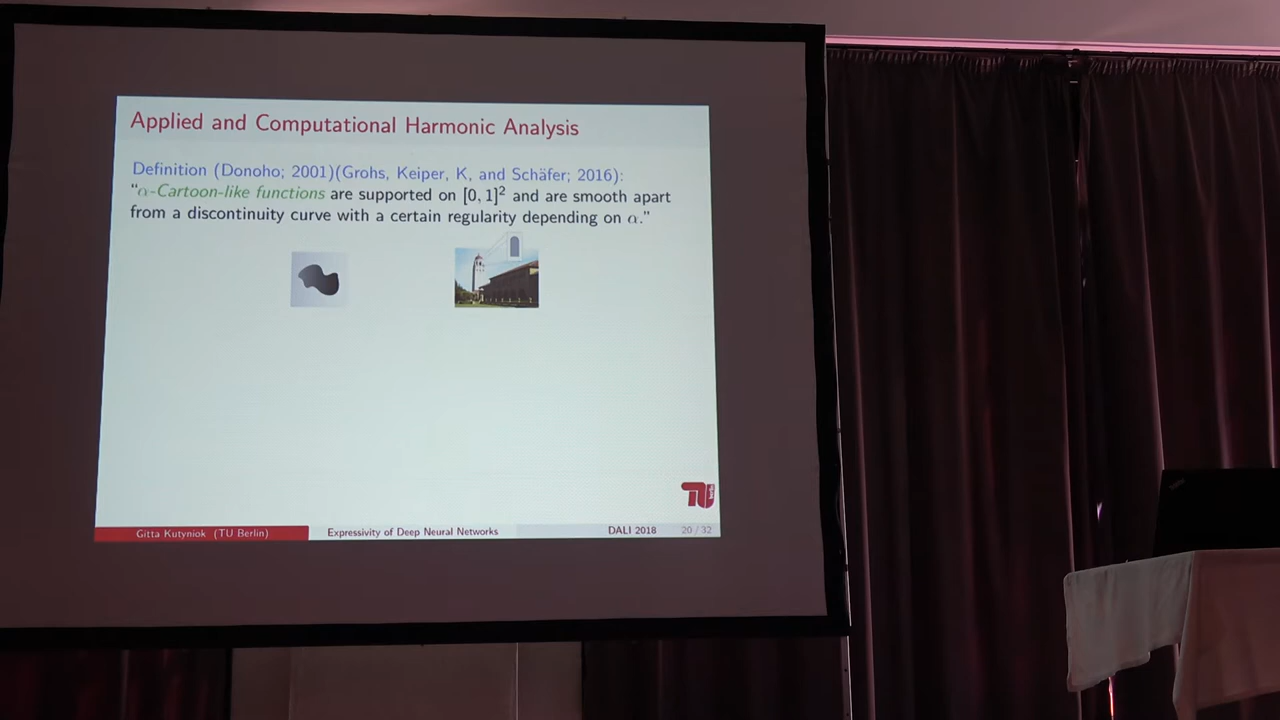 Applied and Computational Harmonic Analysis
Definition (Donoho; 2001)(Grohs, Keiper, K, and Schäfer; 2016):
"α-Cartoon-like functions are supported on [0, 1]² and are smooth apart
from a discontinuity curve with a certain regularity depending on α."
TU
berlin
Gitta Kutyniok (TU Berlin) Expressivity of Deep Neural Networks DALI 2018 20 / 32